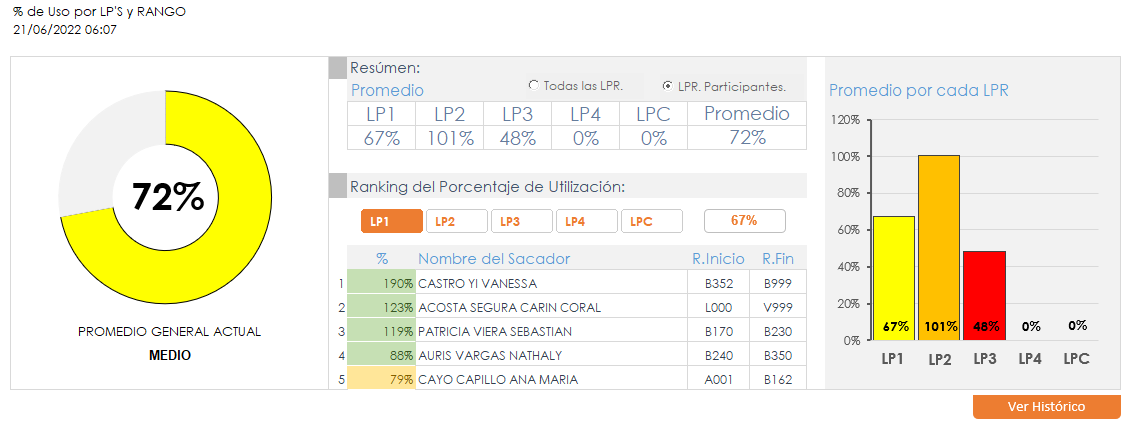 % de Uso por LP'S y RANGO
21/06/2022 06:07
72%
PROMEDIO GENERAL ACTUAL
MEDIO
Resúmen:
Promedio
Todas las LPR.
LPR. Participantes.
LP1 LP2 LP3 LP4 LPC Promedio
67% 101% 48% 0% 0% 72%
Ranking del Porcentaje de Utilización:
LP1 LP2 LP3 LP4 LPC 67%
% Nombre del Sacador R.Inicio R.Fin
1 190% CASTRO YI VANESSA B352 B999
2 123% ACOSTA SEGURA CARIN CORAL L000 V999
3 119% PATRICIA VIERA SEBASTIAN B170 B230
4 88% AURIS VARGAS NATHALY B240 B350
5 79% CAYO CAPILLO ANA MARIA A001 B162
Promedio por cada LPR
120%
100%
80%
60%
40%
20%
0%
67% 101% 48% 0% 0%
LP1 LP2 LP3 LP4 LPC
Ver Histórico